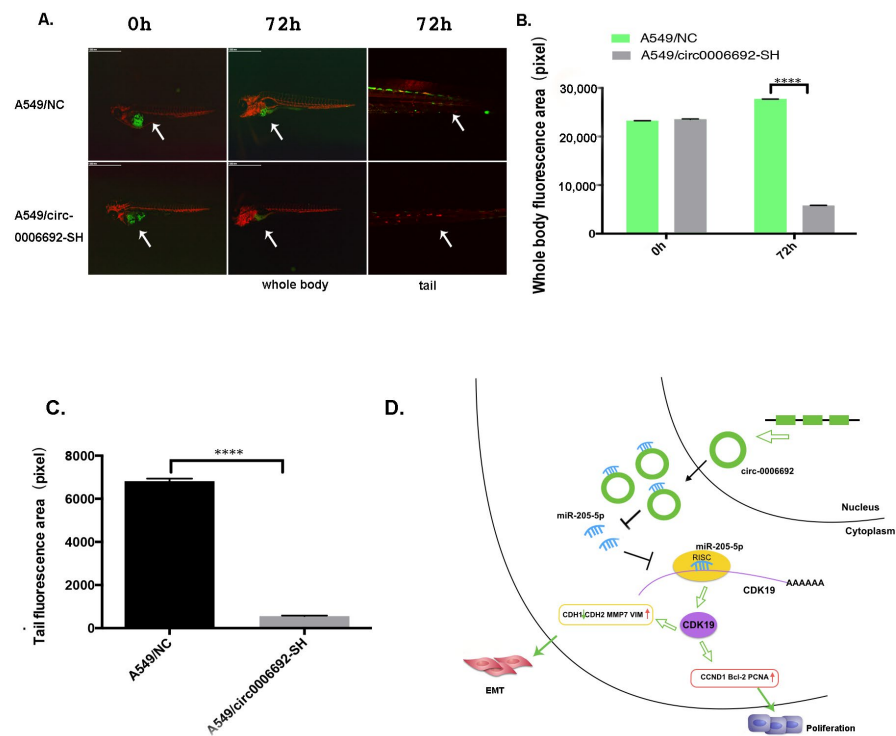 A.
0h
72h
72h
A549/NC
A549/circ-
0006692-SH
whole body
tail
B.
A549/NC
A549/circ0006692-SH
Whole body fluorescence area (pixel)
****
30,000
20,000
10,000
0
0h
72h
C.
Tail fluorescence area (pixel)
****
8000
6000
4000
2000
0
A549/NC
A549/circ0006692-SH
D.
circ-0006692
Nucleus
Cytoplasm
miR-205-5p
miR-205-5p
RISC
CDK19
AAAAAA
CDH1 CDH2 MMP7 VIM
CDK19
CCND1 Bcl-2 PCNA
EMT
Poliferation